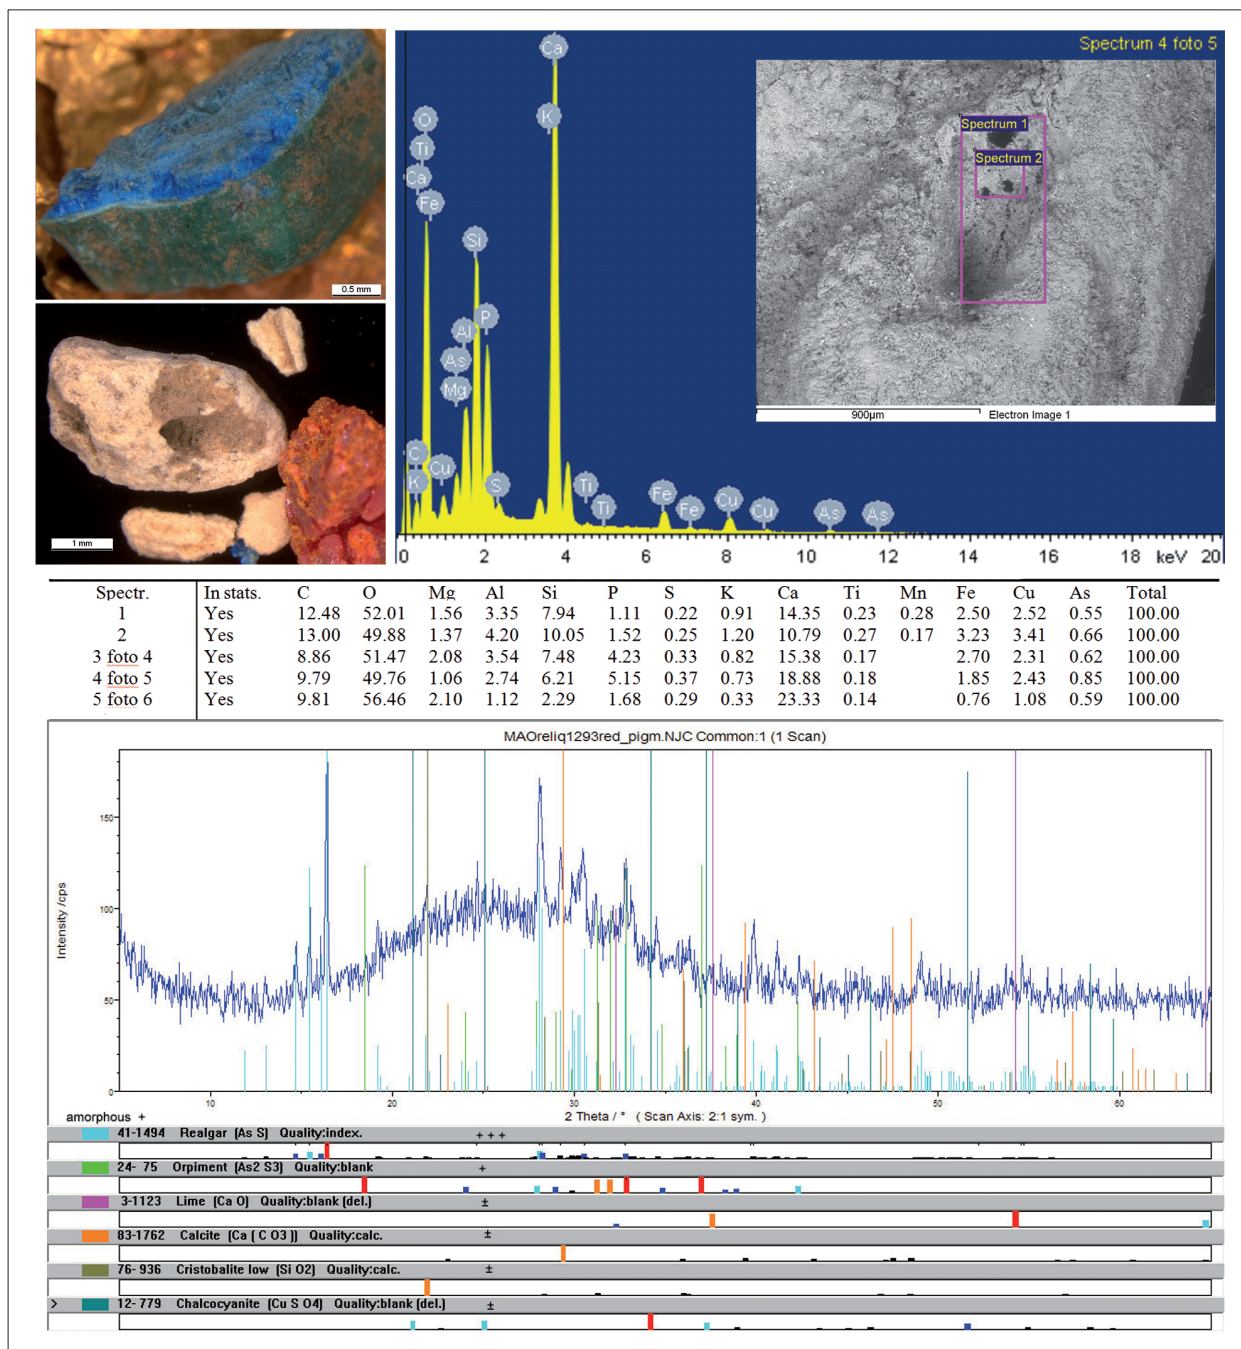 0.5 mm
1 mm
Spectrum 4 foto 5
Ca
K
O
Ti
Ca
Fe
Si
P
Al
As
Mg
C
K
Cu
S
Ti
Ti
Fe
Fe
Cu
Cu
As
As
0 2 4 6 8 10 12 14 16 18 keV 20
Spectrum 1
Spectrum 2
900µm Electron Image 1
Spectr. In stats. C O Mg Al Si P S K Ca Ti Mn Fe Cu As Total
1 Yes 12.48 52.01 1.56 3.35 7.94 1.11 0.22 0.91 14.35 0.23 0.28 2.50 2.52 0.55 100.00
2 Yes 13.00 49.88 1.37 4.20 10.05 1.52 0.25 1.20 10.79 0.27 0.17 3.23 3.41 0.66 100.00
3 foto 4 Yes 8.86 51.47 2.08 3.54 7.48 4.23 0.33 0.82 15.38 0.17 2.70 2.31 0.62 100.00
4 foto 5 Yes 9.79 49.76 1.06 2.74 6.21 5.15 0.37 0.73 18.88 0.18 1.85 2.43 0.85 100.00
5 foto 6 Yes 9.81 56.46 2.10 1.12 2.29 1.68 0.29 0.33 23.33 0.14 0.76 1.08 0.59 100.00
MAOreliq1293red_pigm.NJC Common:1 (1 Scan)
Intensity /cps
150
100
50
0
10 20 30 40 50 60
2 Theta / ° ( Scan Axis: 2:1 sym. )
amorphous +
41-1494 Realgar (As S) Quality:index. + + +
24- 75 Orpiment (As2 S3) Quality:blank +
3-1123 Lime (Ca O) Quality:blank (del.) ±
83-1762 Calcite (Ca ( C O3 )) Quality:calc. ±
76- 936 Cristobalite low (Si O2) Quality:calc. ±
> 12- 779 Chalcocyanite (Cu S O4) Quality:blank (del.) ±